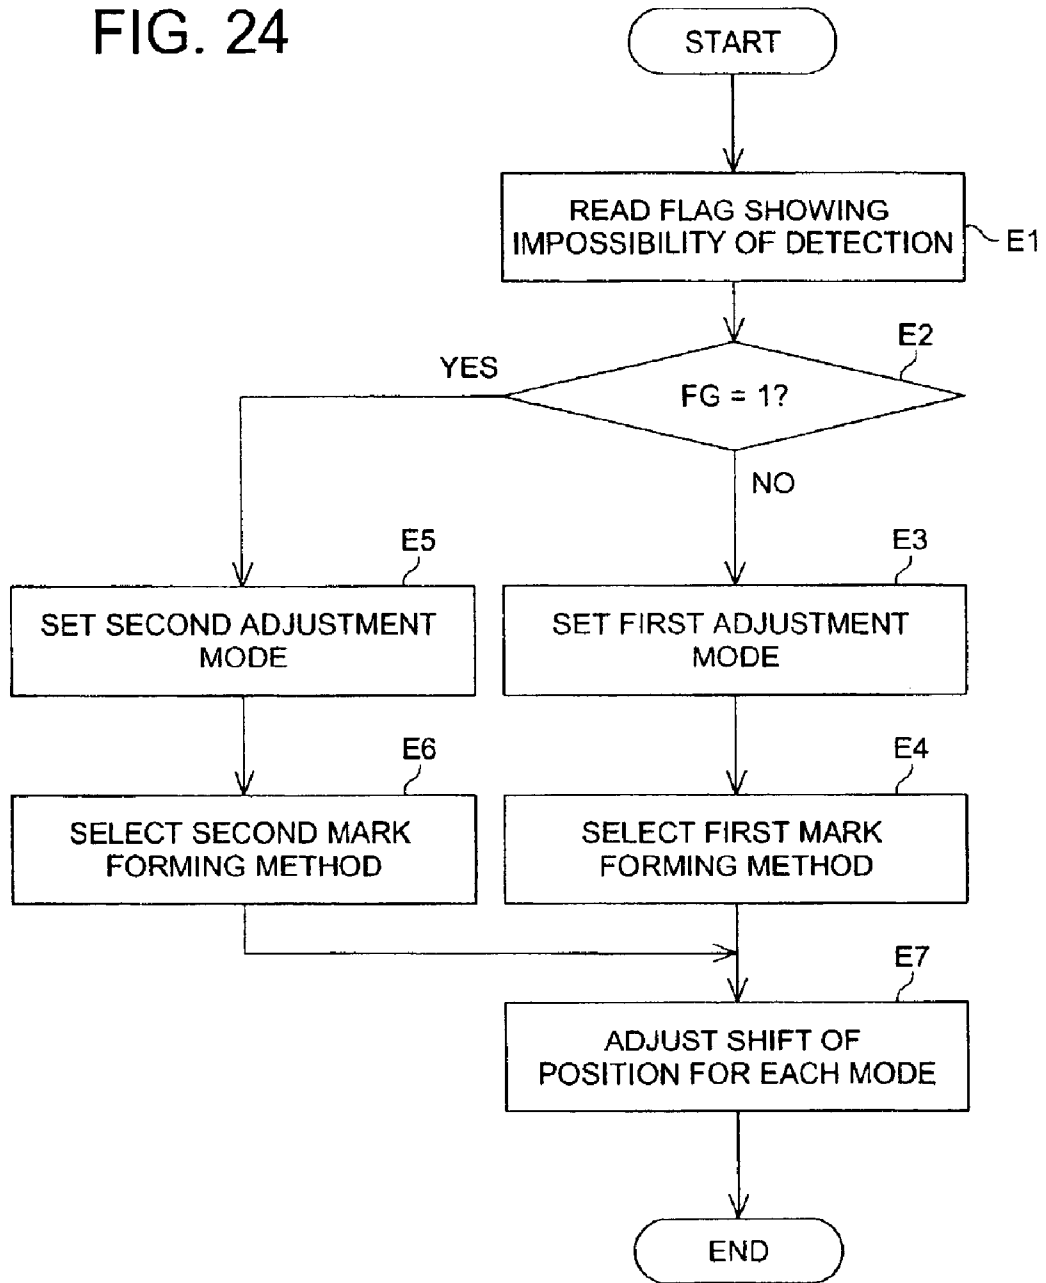 FIG. 24
START
READ FLAG SHOWING
IMPOSSIBILITY OF DETECTION
E1
E2
YES
FG = 1?
NO
E5
E3
SET SECOND ADJUSTMENT
MODE
SET FIRST ADJUSTMENT
MODE
E6
E4
SELECT SECOND MARK
FORMING METHOD
SELECT FIRST MARK
FORMING METHOD
E7
ADJUST SHIFT OF
POSITION FOR EACH MODE
END